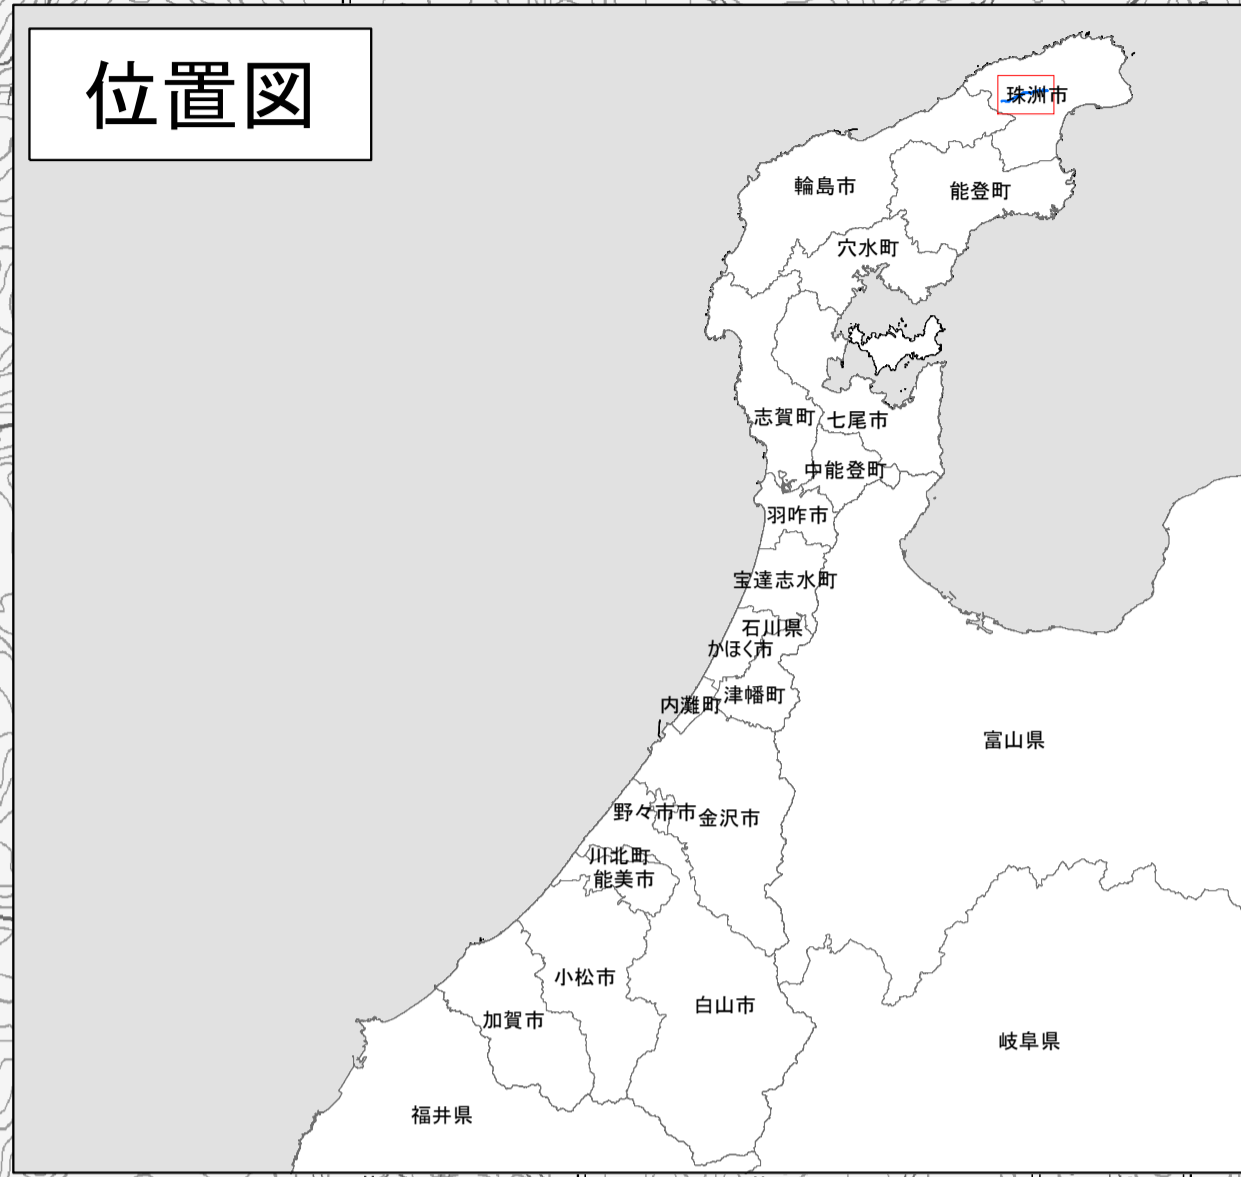 位置図
珠洲市
輪島市
能登町
穴水町
志賀町
七尾市
中能登町
羽咋市
宝達志水町
石川県
かほく市
津幡町
内灘町
富山県
野々市市
金沢市
川北町
能美市
小松市
白山市
加賀市
岐阜県
福井県